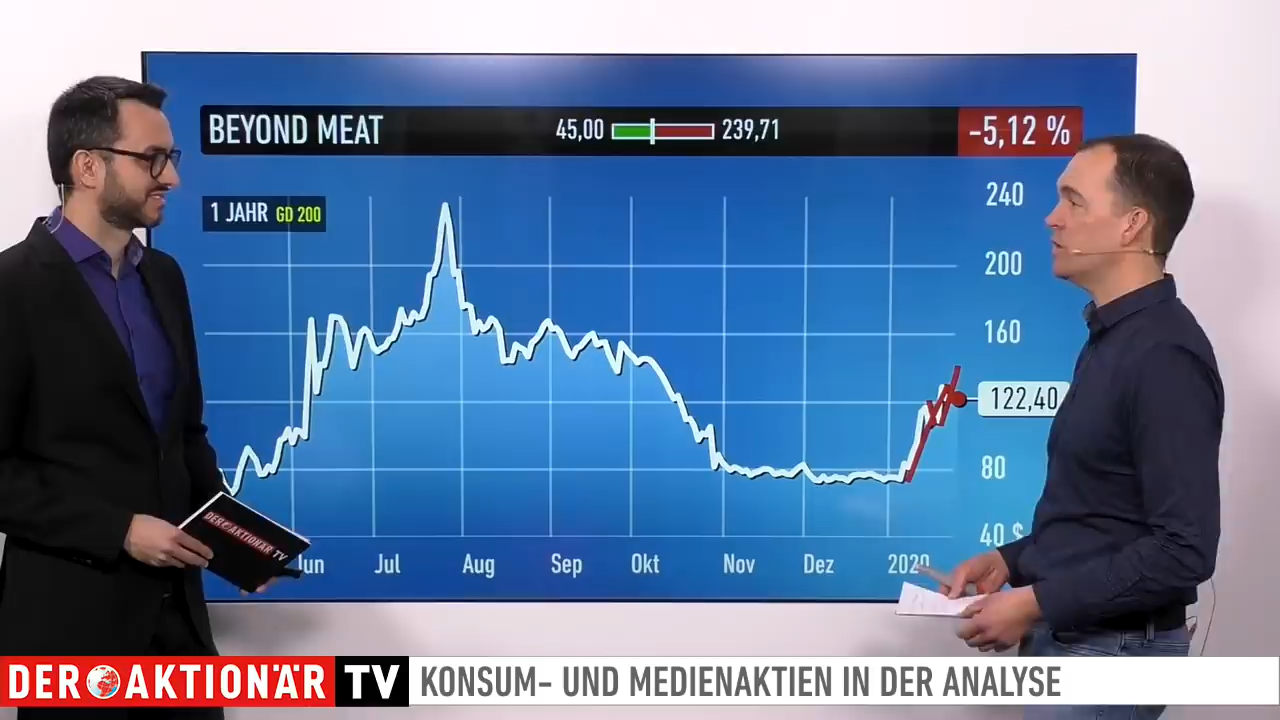 BEYOND MEAT 45,00 239,71 -5,12 %
1 JAHR GD 200
240
200
160
122,40
80
40 $
Jul Aug Sep Okt Nov Dez 2020
DER AKTIONÄR TV
DER AKTIONÄR TV KONSUM- UND MEDIENAKTIEN IN DER ANALYSE